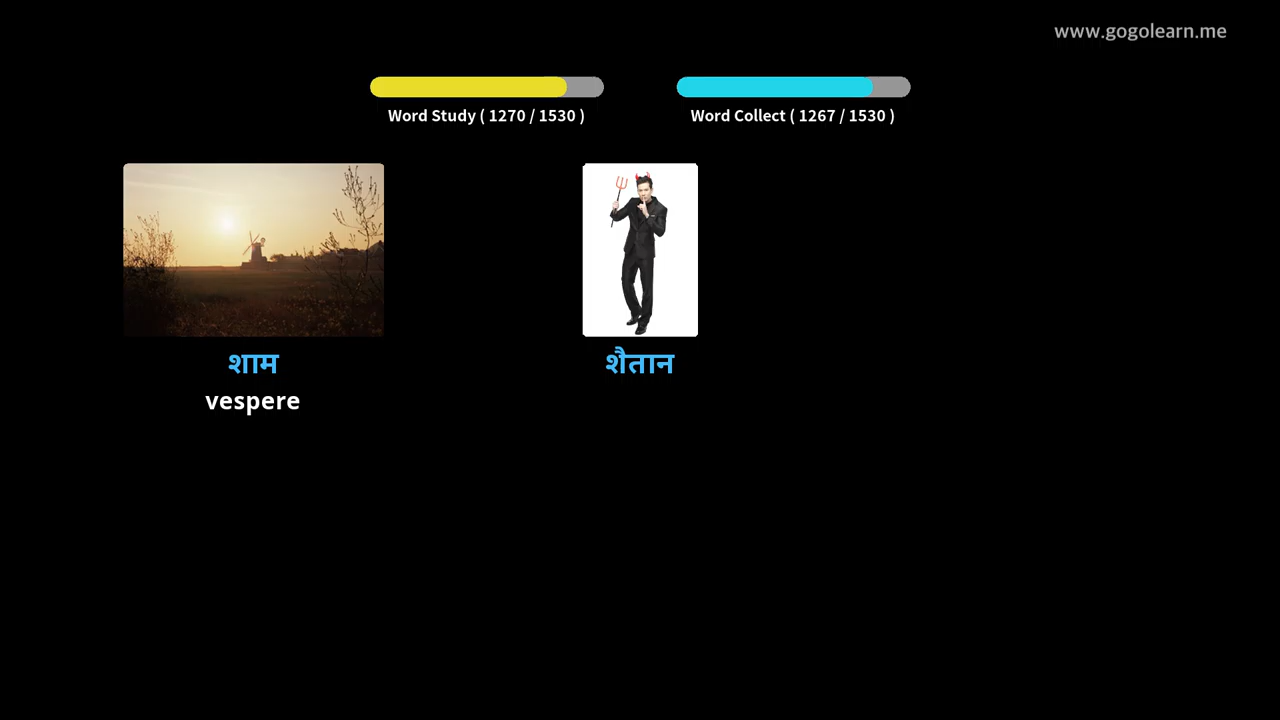 www.gogolearn.me
Word Study ( 1270 / 1530 )
Word Collect ( 1267 / 1530 )
शाम
vespere
शैतान